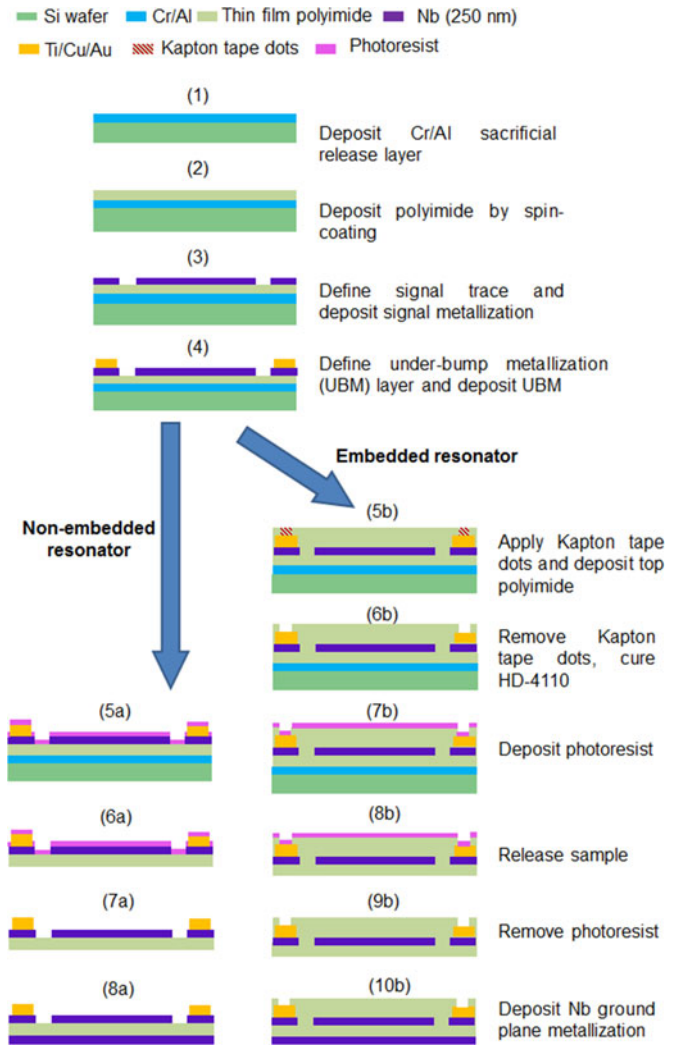 Si wafer Cr/Al Thin film polyimide Nb (250 nm)
Ti/Cu/Au Kapton tape dots Photoresist
(1)
Deposit Cr/Al sacrificial
release layer
(2)
Deposit polyimide by spin-
coating
(3)
Define signal trace and
deposit signal metallization
(4)
Define under-bump metallization
(UBM) layer and deposit UBM
Embedded resonator
Non-embedded
resonator
(5b)
Apply Kapton tape
dots and deposit top
polyimide
(6b)
Remove Kapton
tape dots, cure
HD-4110
(5a)
(7b)
Deposit photoresist
(6a)
(8b)
Release sample
(7a)
(9b)
Remove photoresist
(8a)
(10b)
Deposit Nb ground
plane metallization